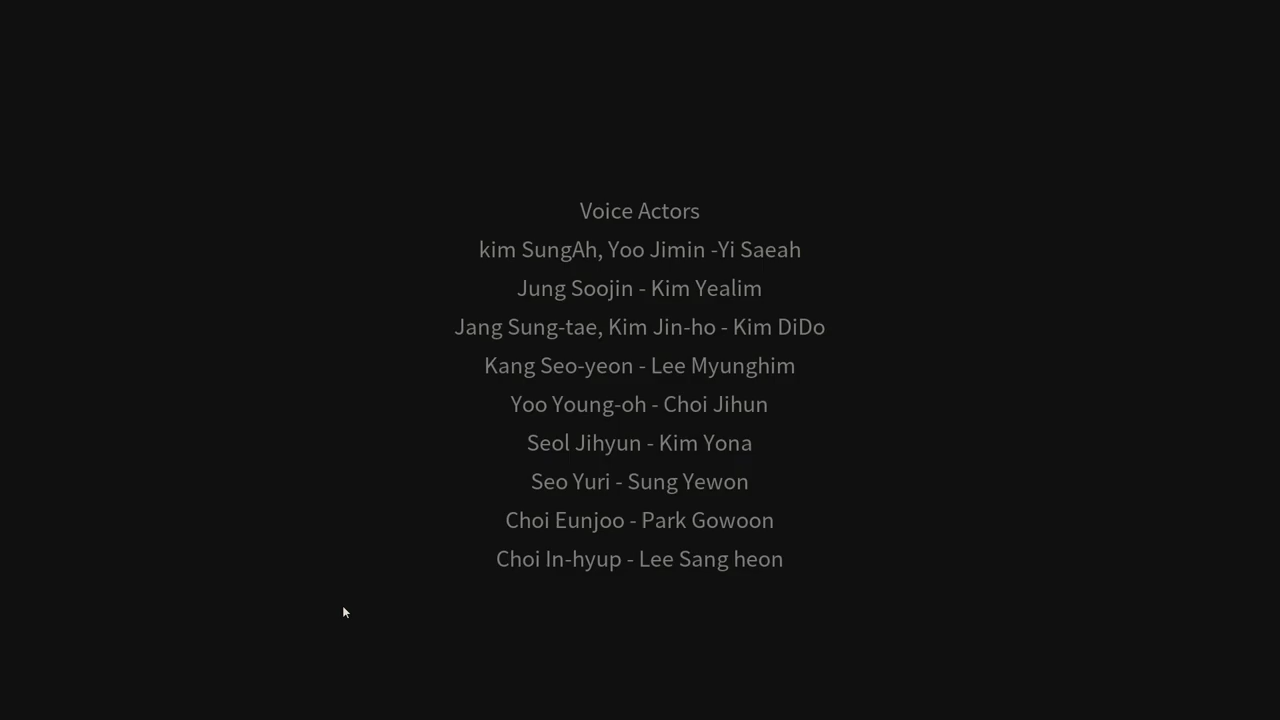 Voice Actors
kim SungAh, Yoo Jimin -Yi Saeah
Jung Soojin - Kim Yealim
Jang Sung-tae, Kim Jin-ho - Kim DiDo
Kang Seo-yeon - Lee Myunghim
Yoo Young-oh - Choi Jihun
Seol Jihyun - Kim Yona
Seo Yuri - Sung Yewon
Choi Eunjoo - Park Gowoon
Choi In-hyup - Lee Sang heon